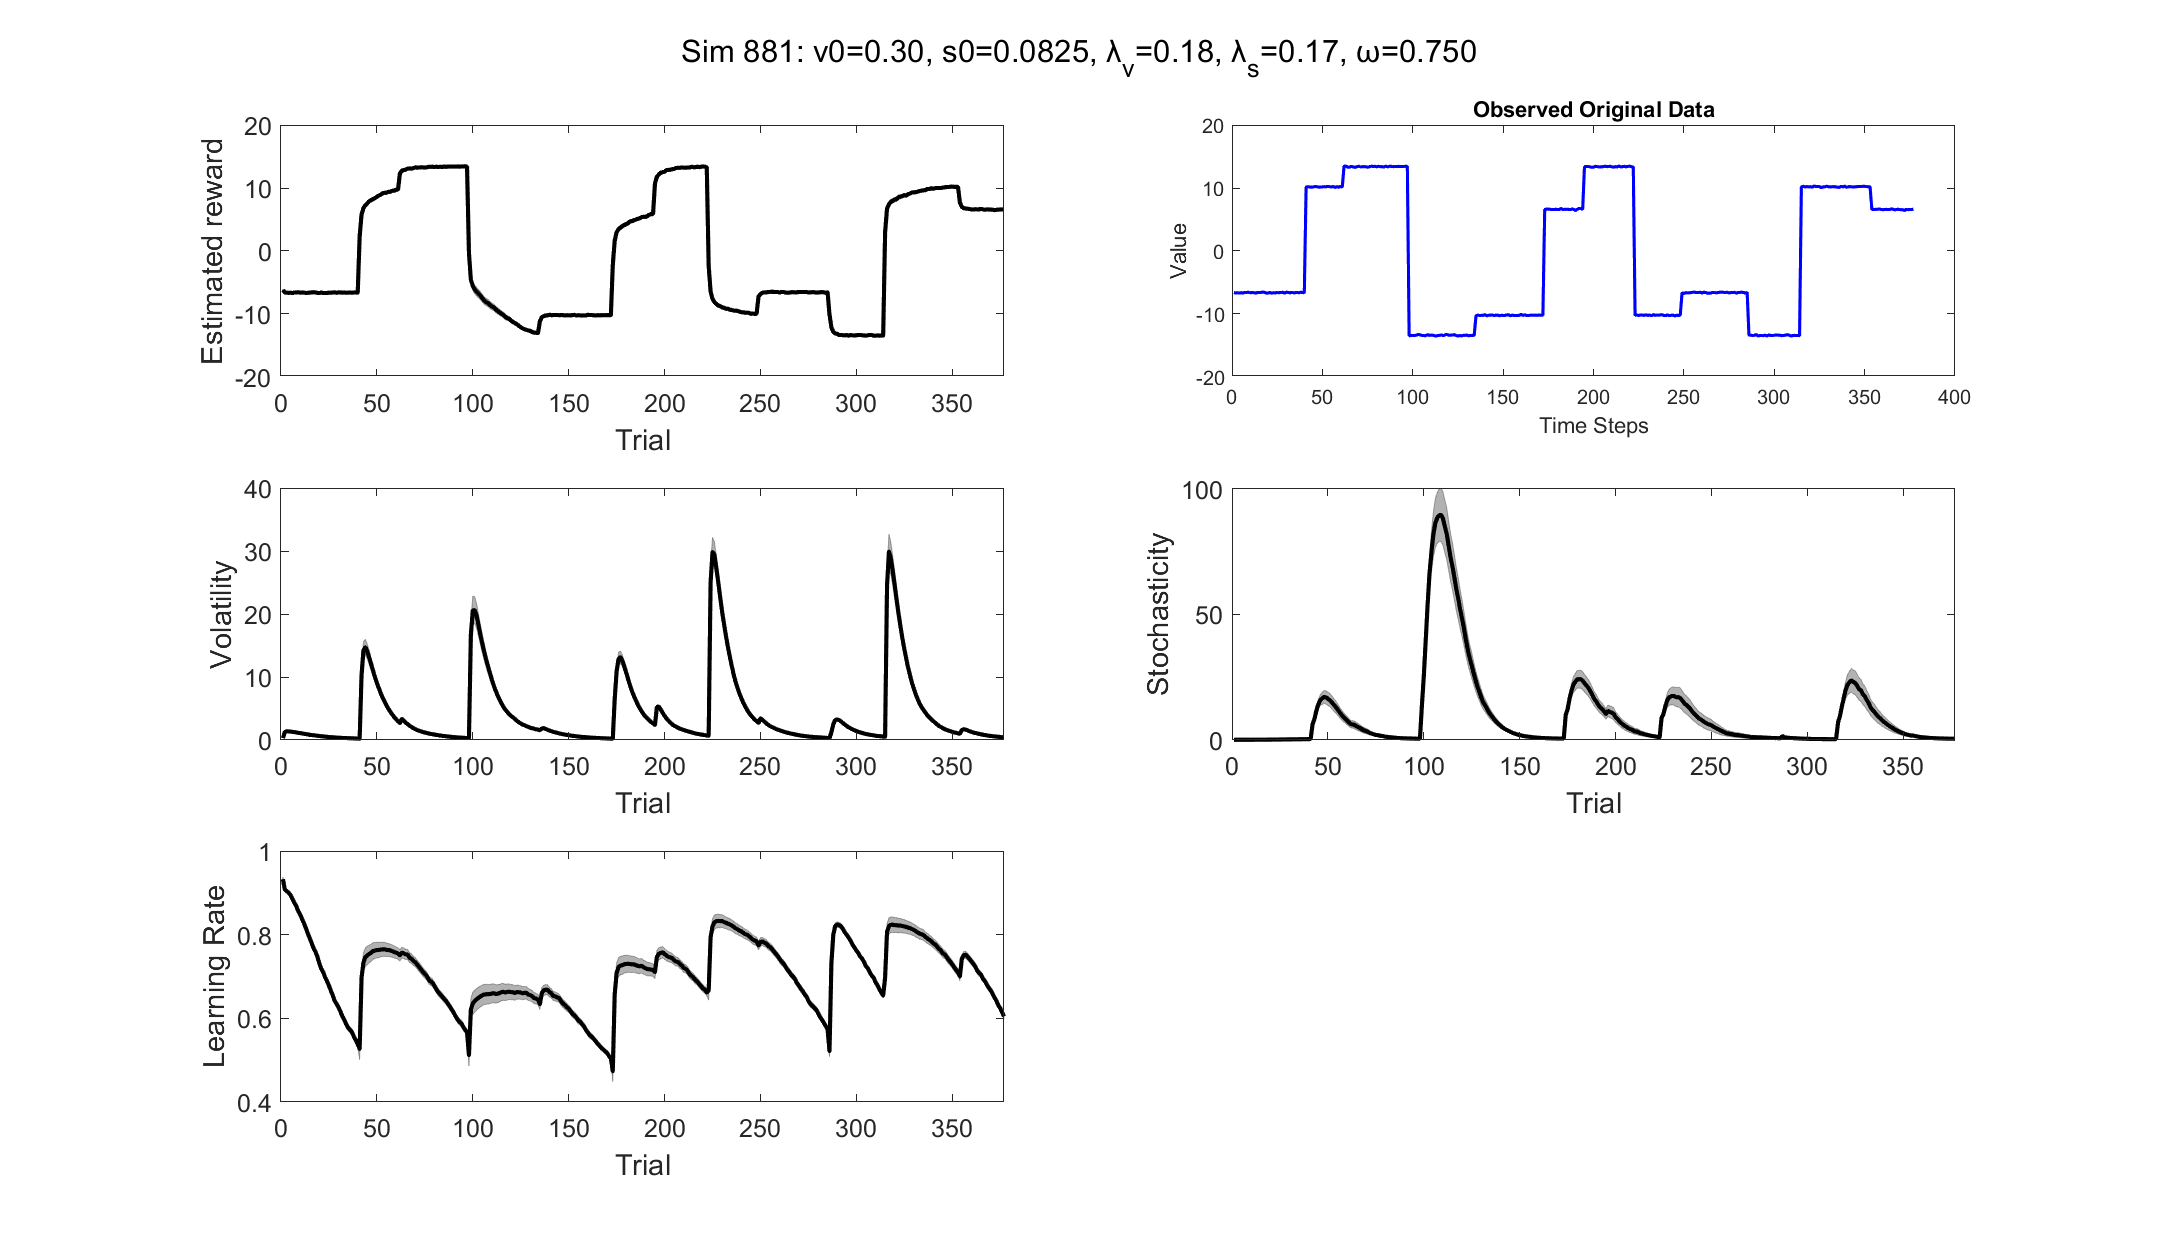 Sim 881: v0=0.30, s0=0.0825, λv=0.18, λs=0.17, ω=0.750
Estimated reward
20
10
0
-10
-20
0 50 100 150 200 250 300 350
Trial
Observed Original Data
Value
20
10
0
-10
-20
0 50 100 150 200 250 300 350 400
Time Steps
Volatility
40
30
20
10
0
0 50 100 150 200 250 300 350
Trial
Stochasticity
100
50
0
0 50 100 150 200 250 300 350
Trial
Learning Rate
1
0.8
0.6
0.4
0 50 100 150 200 250 300 350
Trial